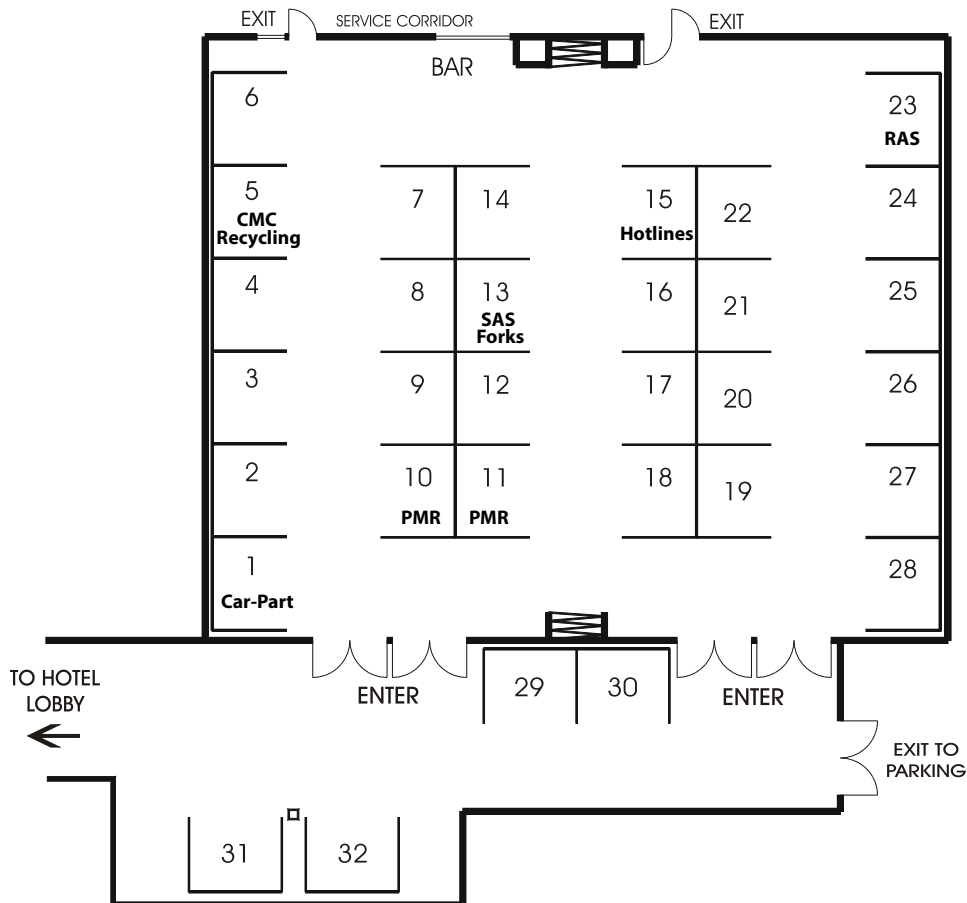 EXIT
SERVICE CORRIDOR
EXIT
BAR
6
23
RAS
5
CMC
Recycling
7
14
15
Hotlines
22
24
4
8
13
SAS
Forks
16
21
25
3
9
12
17
20
26
2
10
PMR
11
PMR
18
19
27
1
Car-Part
28
TO HOTEL
LOBBY
ENTER
29
30
ENTER
EXIT TO
PARKING
31
32